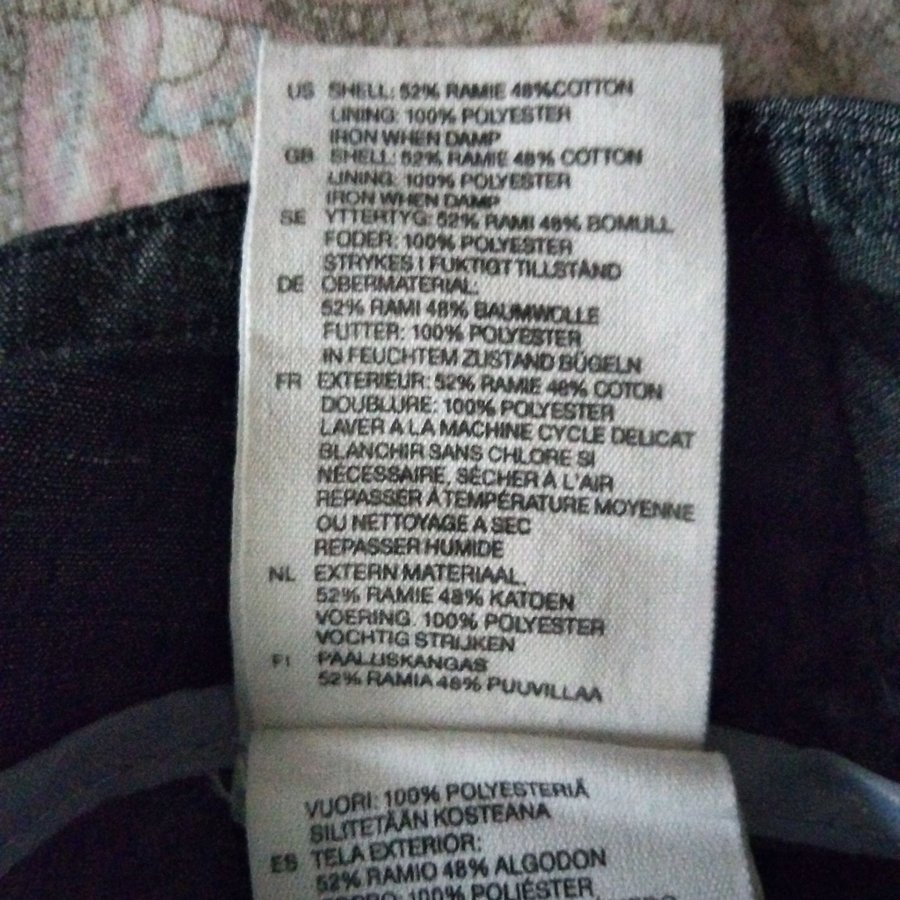 US SHELL: 52% RAMIE 48%COTTON
LINING: 100% POLYESTER
IRON WHEN DAMP
GB SHELL: 52% RAMIE 48% COTTON
LINING: 100% POLYESTER
IRON WHEN DAMP
SE YTTERTYG: 52% RAMI 48% BOMULL
FODER: 100% POLYESTER
STRYKES I FUKTIGT TILLSTÅND
DE OBERMATERIAL:
52% RAMI 48% BAUMWOLLE
FUTTER: 100% POLYESTER
IN FEUCHTEM ZUSTAND BÜGELN
FR EXTERIEUR: 52% RAMIE 48% COTON
DOUBLURE: 100% POLYESTER
LAVER A LA MACHINE CYCLE DELICAT
BLANCHIR SANS CHLORE SI
NÉCESSAIRE, SÉCHER À L'AIR
REPASSER À TEMPÉRATURE MOYENNE
OU NETTOYAGE A SEC
REPASSER HUMIDE
NL EXTERN MATERIAAL.
52% RAMIE 48% KATOEN
VOERING. 100% POLYESTER
VOCHTIG STRIJKEN
FI PÄÄLLISKANGAS
52% RAMIA 48% PUUVILLAA
VUORI: 100% POLYESTERIÄ
SILITETÄÄN KOSTEANA
ES TELA EXTERIOR:
52% RAMIO 48% ALGODON
100% POLIÉSTER,